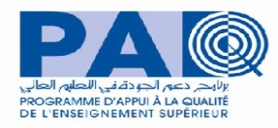 PAQ
برنامج دعم الجودة في التعليم العالي
PROGRAMME D'APPUI À LA QUALITÉ
DE L'ENSEIGNEMENT SUPÉRIEUR